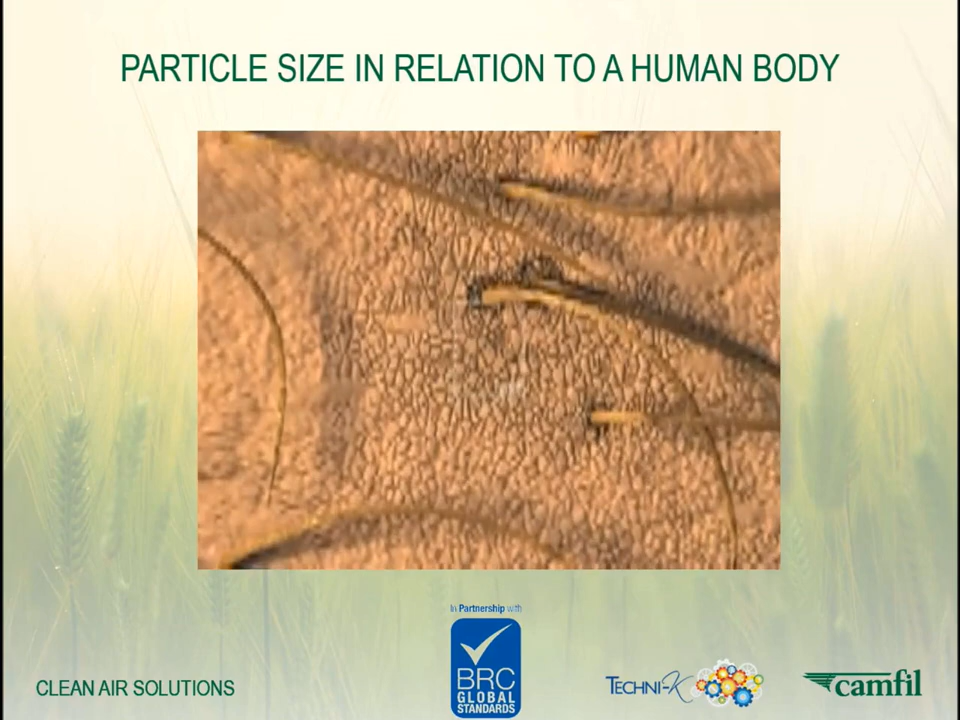 PARTICLE SIZE IN RELATION TO A HUMAN BODY
In Partnership with
BRC
GLOBAL
STANDARDS
CLEAN AIR SOLUTIONS
TECHNI-K
camfil